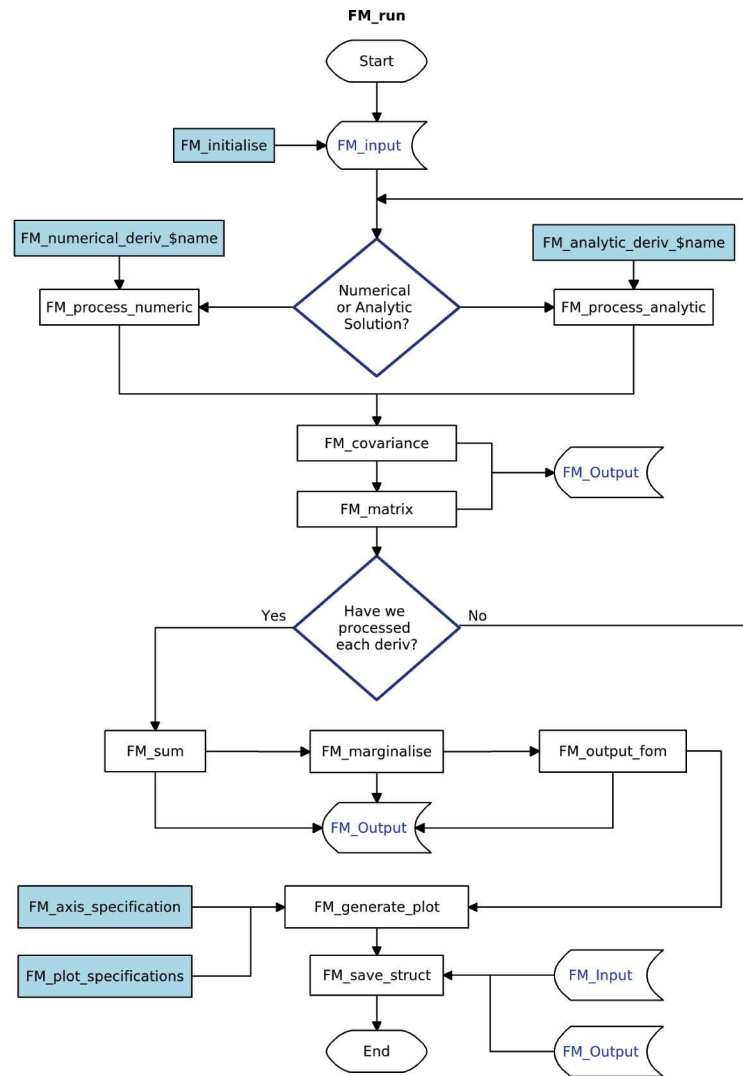 FM_run
Start
FM_initialise
FM_input
FM_numerical_deriv_$name
FM_analytic_deriv_$name
Numerical
or Analytic
Solution?
FM_process_numeric
FM_process_analytic
FM_covariance
FM_Output
FM_matrix
Yes
Have we
processed
each deriv?
No
FM_sum
FM_marginalise
FM_output_fom
FM_Output
FM_axis_specification
FM_generate_plot
FM_plot_specifications
FM_save_struct
FM_Input
End
FM_Output